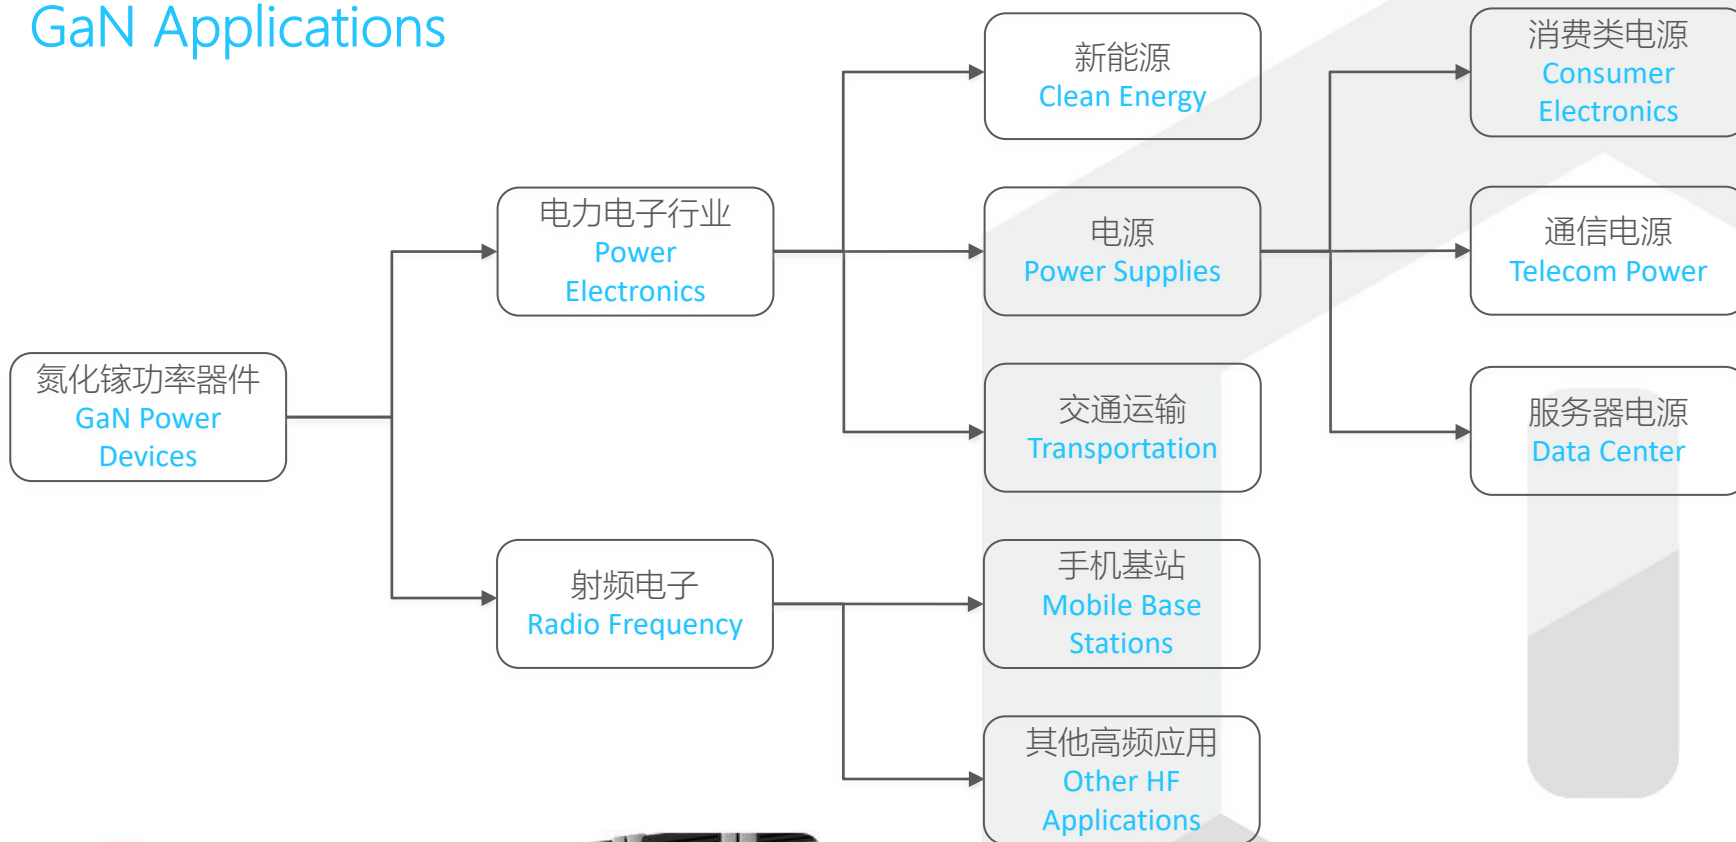 GaN Applications
氮化镓功率器件
GaN Power
Devices
电力电子行业
Power
Electronics
射频电子
Radio Frequency
新能源
Clean Energy
电源
Power Supplies
交通运输
Transportation
手机基站
Mobile Base
Stations
其他高频应用
Other HF
Applications
消费类电源
Consumer
Electronics
通信电源
Telecom Power
服务器电源
Data Center